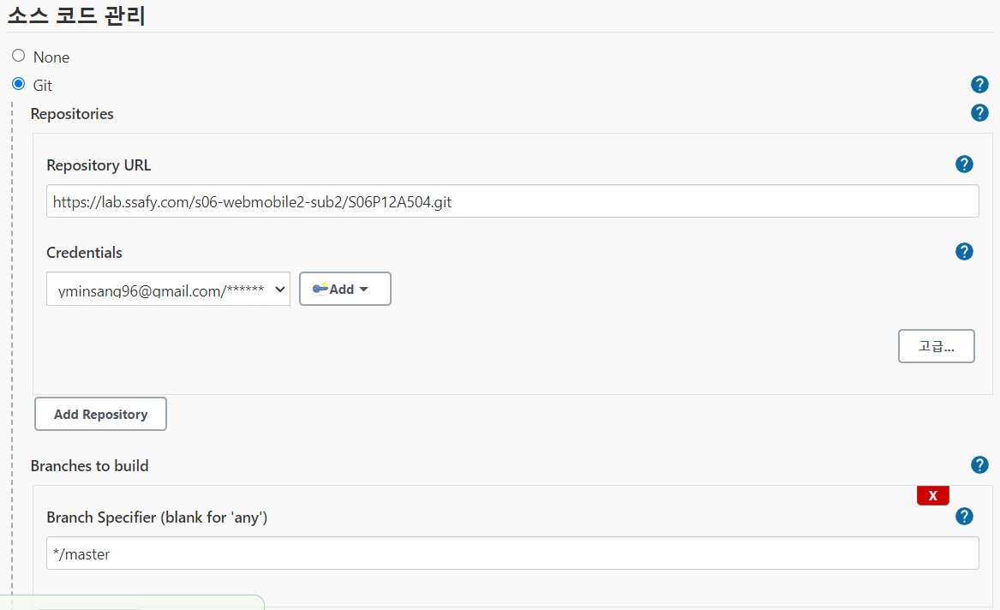 소스 코드 관리
None
Git
?
Repositories
?
Repository URL
?
https://lab.ssafy.com/s06-webmobile2-sub2/S06P12A504.git
Credentials
?
yminsang96@gmail.com/******
Add
고급...
Add Repository
Branches to build
?
X
Branch Specifier (blank for 'any')
?
*/master